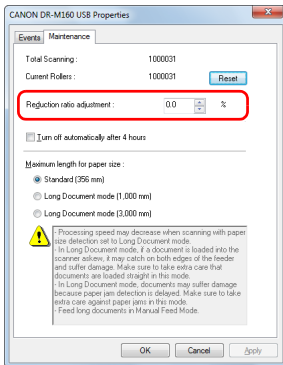 CANON DR-M160 USB Properties
Events Maintenance
Total Scanning : 1000031
Current Rollers : 1000031 Reset
Reduction ratio adjustment : 0.0 %
Turn off automatically after 4 hours
Maximum length for paper size :
Standard (356 mm)
Long Document mode (1,000 mm)
Long Document mode (3,000 mm)
- Processing speed may decrease when scanning with paper
size detection set to Long Document mode.
- In Long Document mode, if a document is loaded into the
scanner askew, it may catch on both edges of the feeder
and suffer damage. Make sure to take extra care that
documents are loaded straight in this mode.
- In Long Document mode, documents may suffer damage
because paper jam detection is delayed. Make sure to take
extra care against paper jams in this mode.
- Feed long documents in Manual Feed Mode.
OK Cancel Apply